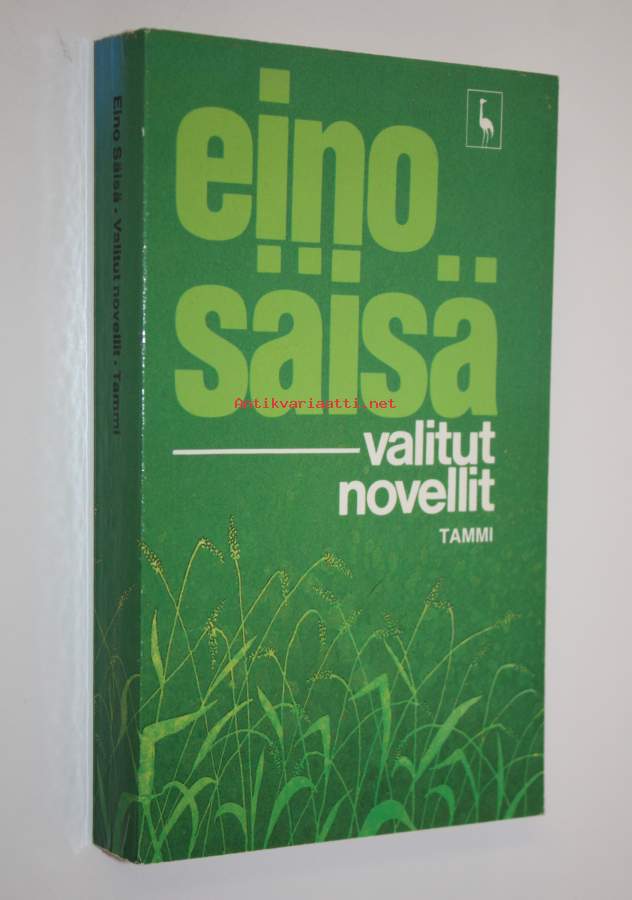 eino
säisä
valitut
novellit
TAMMI
Eino Säisä · Valitut novellit · Tammi
Antikvariaatti.net